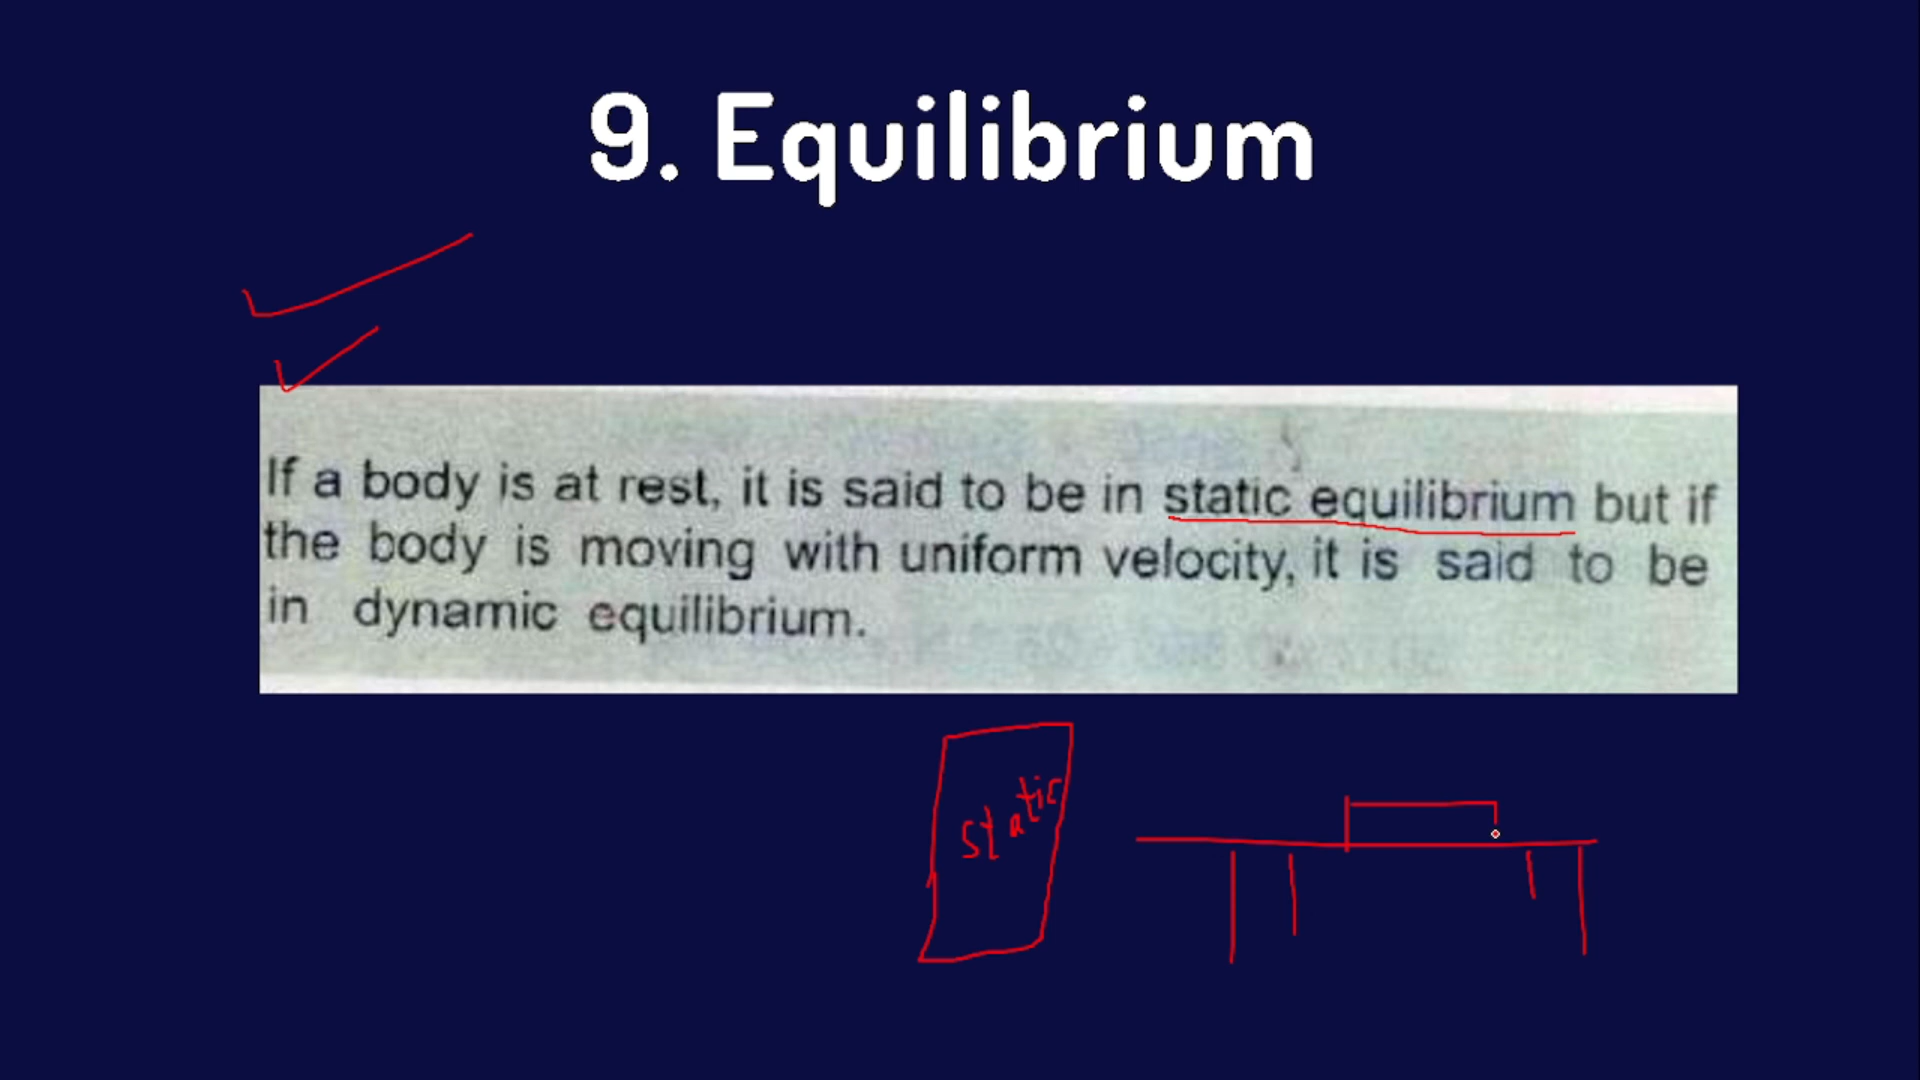 9. Equilibrium
If a body is at rest, it is said to be in static equilibrium but if
the body is moving with uniform velocity, it is said to be
in dynamic equilibrium.
static